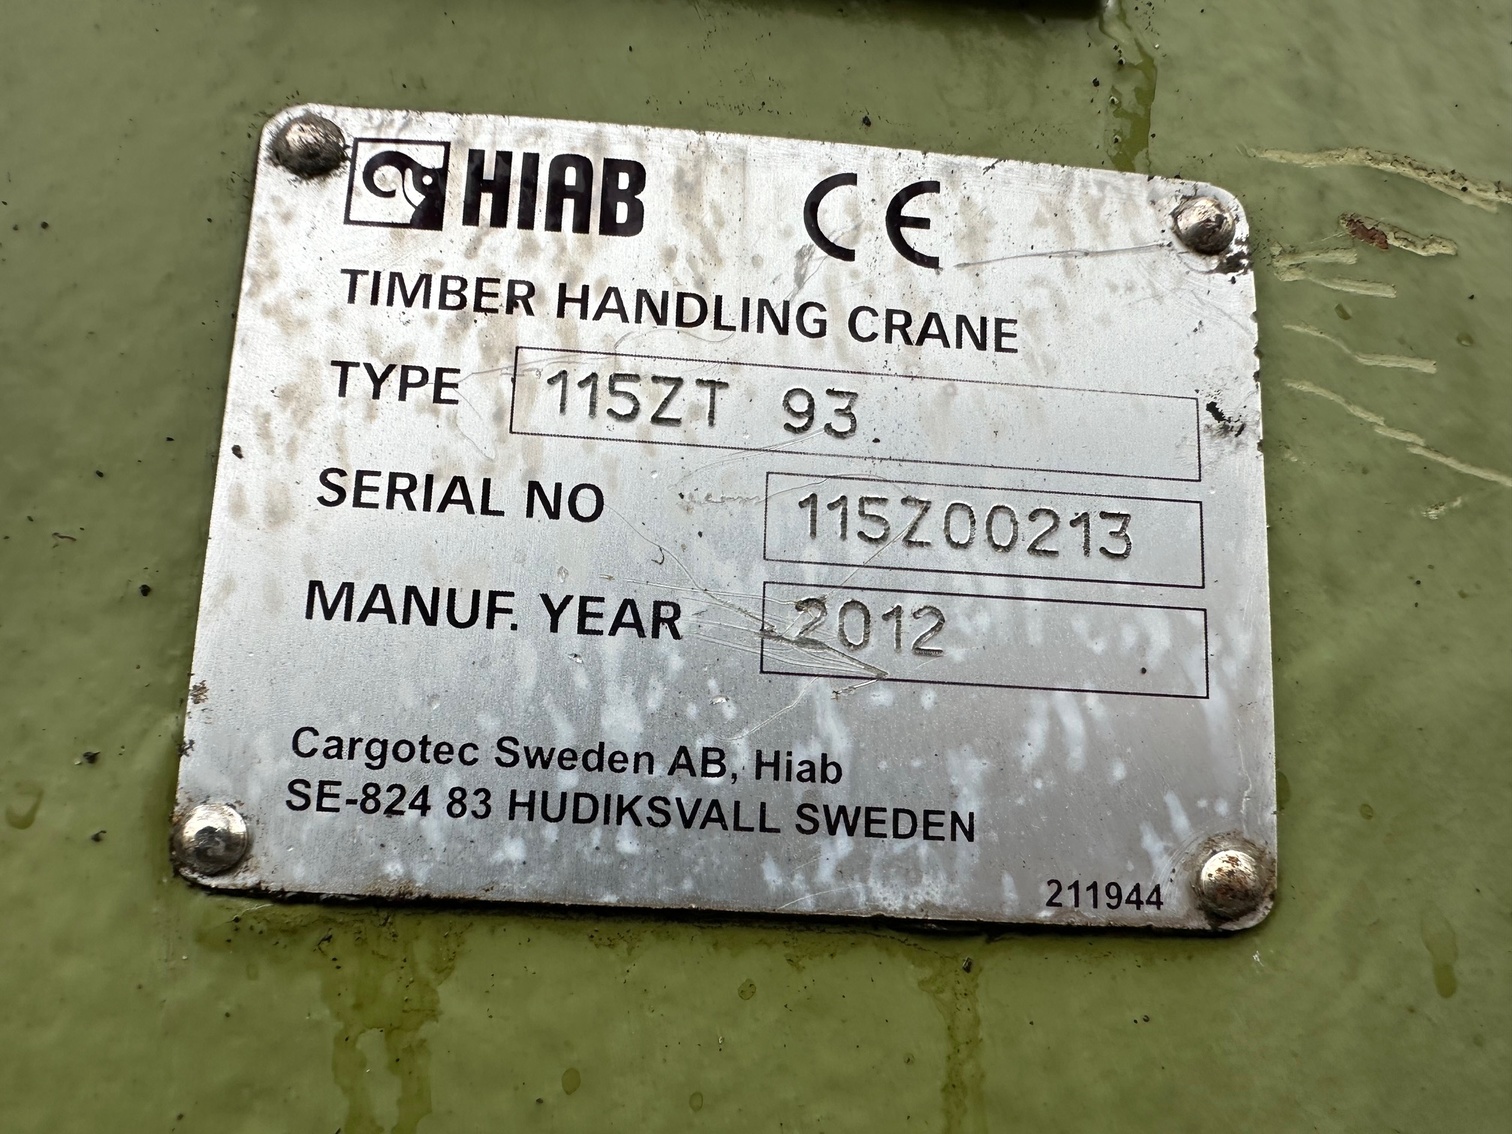 HIAB CE
TIMBER HANDLING CRANE
TYPE 115ZT 93
SERIAL NO 115Z00213
MANUF. YEAR 2012
Cargotec Sweden AB, Hiab
SE-824 83 HUDIKSVALL SWEDEN
211944